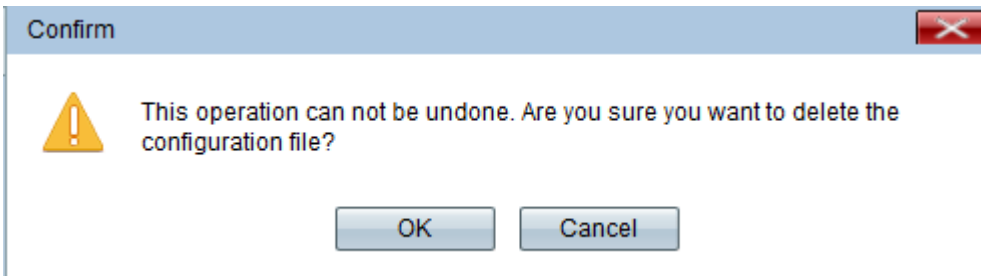 Confirm
This operation can not be undone. Are you sure you want to delete the
configuration file?
OK
Cancel